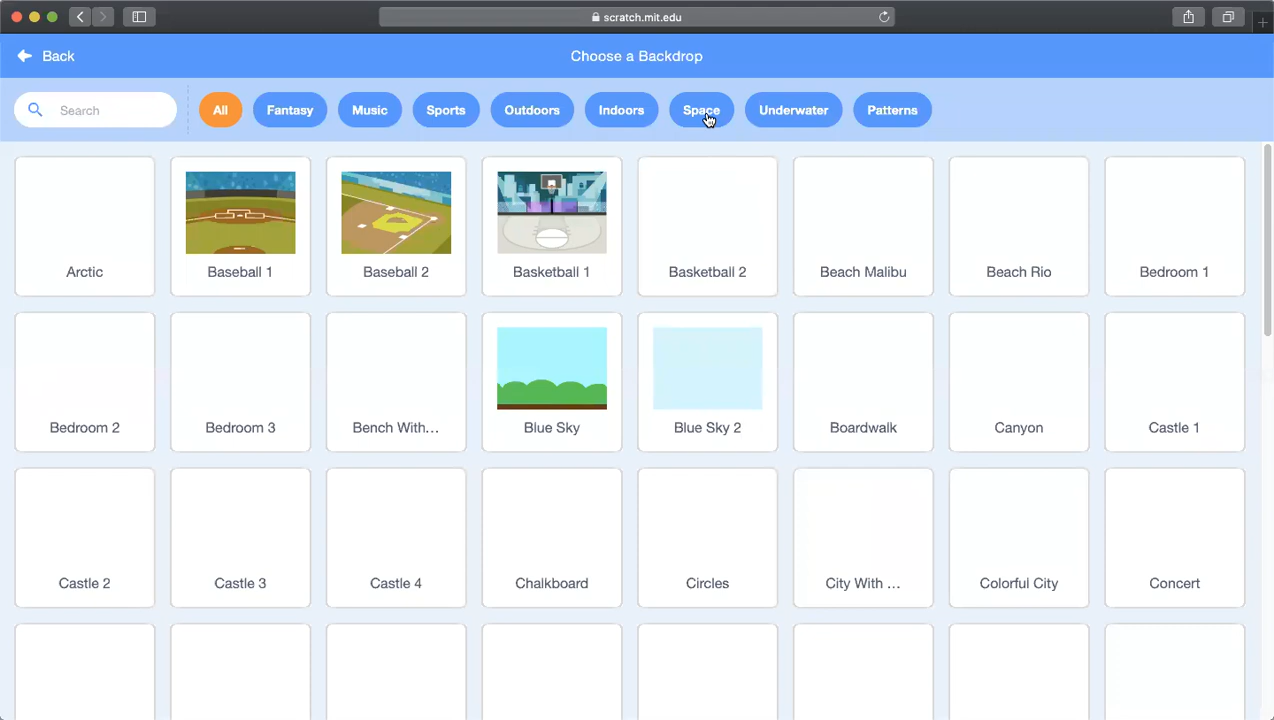 scratch.mit.edu
Back
Choose a Backdrop
Search
All
Fantasy
Music
Sports
Outdoors
Indoors
Space
Underwater
Patterns
Arctic
Baseball 1
Baseball 2
Basketball 1
Basketball 2
Beach Malibu
Beach Rio
Bedroom 1
Bedroom 2
Bedroom 3
Bench With...
Blue Sky
Blue Sky 2
Boardwalk
Canyon
Castle 1
Castle 2
Castle 3
Castle 4
Chalkboard
Circles
City With ...
Colorful City
Concert